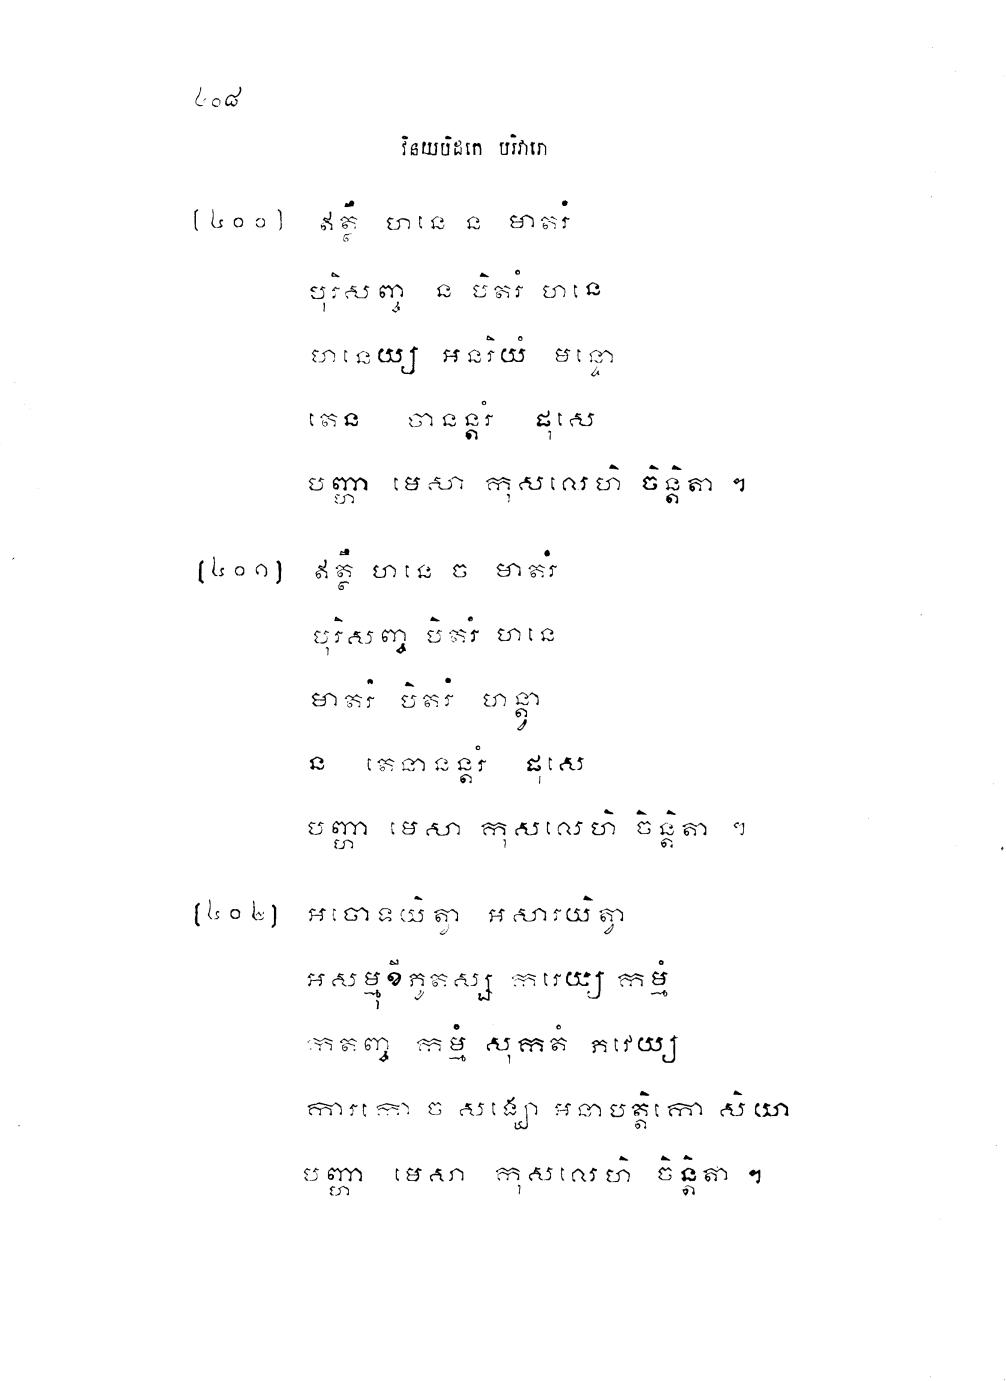 ៤០៨
វិនយបិដកេ បរិវារោ
[៤០០] ឥត្ថឹ ហនេ ន មាតរំ
បុរិសញ្ច ន បិតរំ ហនេ
ហនេយ្យ អនរិយំ មន្ទោ
តេន ចានន្តរំ ផុសេ
បញ្ហា មេសា កុសលេហិ ចិន្តិតា ។
[៤០១] ឥត្ថឹ ហនេ ច មាតរំ
បុរិសញ្ច បិតរំ ហនេ
មាតរំ បិតរំ ហន្ត្វា
ន តេនានន្តរំ ផុសេ
បញ្ហា មេសា កុសលេហិ ចិន្តិតា ។
[៤០២] អចោទយិត្វា អសារយិត្វា
អសម្មុខីភូតស្ស ករេយ្យ កម្មំ
កតញ្ច កម្មំ សុកតំ ភវេយ្យ
ការកោ ច សង្ឃោ អនាបត្តិកោ សិយា
បញ្ហា មេសា កុសលេហិ ចិន្តិតា ។